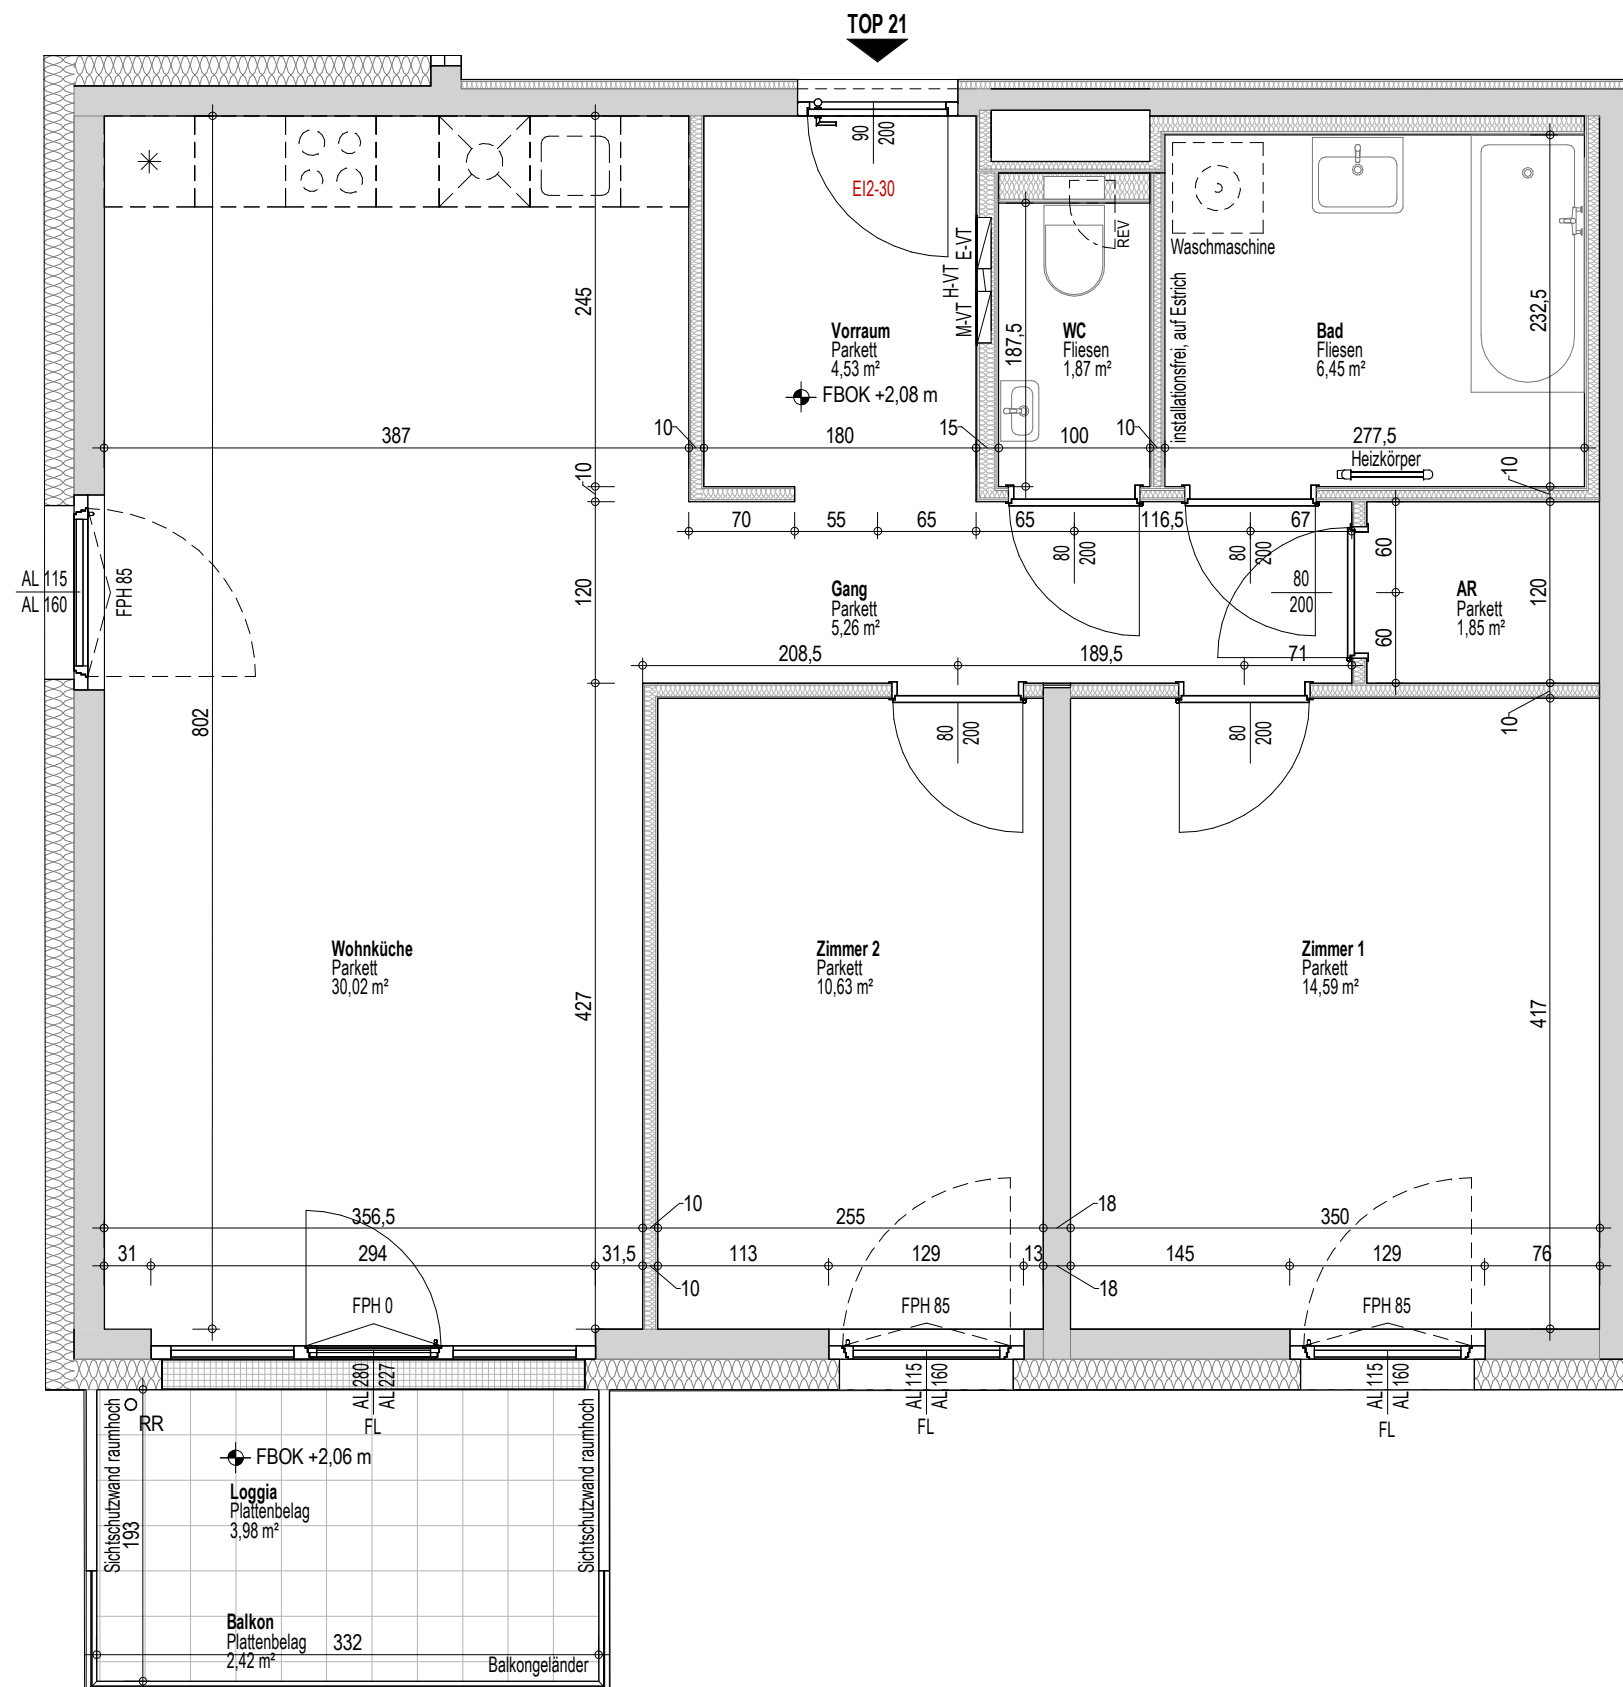 TOP 21
90
200
EI2-30
E-VT
H-VT
M-VT
REV
Waschmaschine
installationsfrei, auf Estrich
245
187,5
232,5
Vorraum
Parkett
4,53 m²
FBOK +2,08 m
WC
Fliesen
1,87 m²
Bad
Fliesen
6,45 m²
387
10
180
15
100
10
277,5
Heizkörper
10
10
70
55
65
65
116,5
67
80
200
80
200
80
200
60
60
AL 115
AL 160
FPH 85
120
Gang
Parkett
5,26 m²
AR
Parkett
1,85 m²
120
208,5
189,5
71
802
80
200
80
200
10
Wohnküche
Parkett
30,02 m²
Zimmer 2
Parkett
10,63 m²
Zimmer 1
Parkett
14,59 m²
427
417
356,5
10
255
18
350
31
294
31,5
10
113
129
13
18
145
129
76
FPH 0
FPH 85
FPH 85
AL 280
AL 227
FL
AL 115
AL 160
FL
AL 115
AL 160
FL
Sichtschutzwand raumhoch
RR
193
FBOK +2,06 m
Loggia
Plattenbelag
3,98 m²
Sichtschutzwand raumhoch
Balkon
Plattenbelag
2,42 m²
332
Balkongeländer